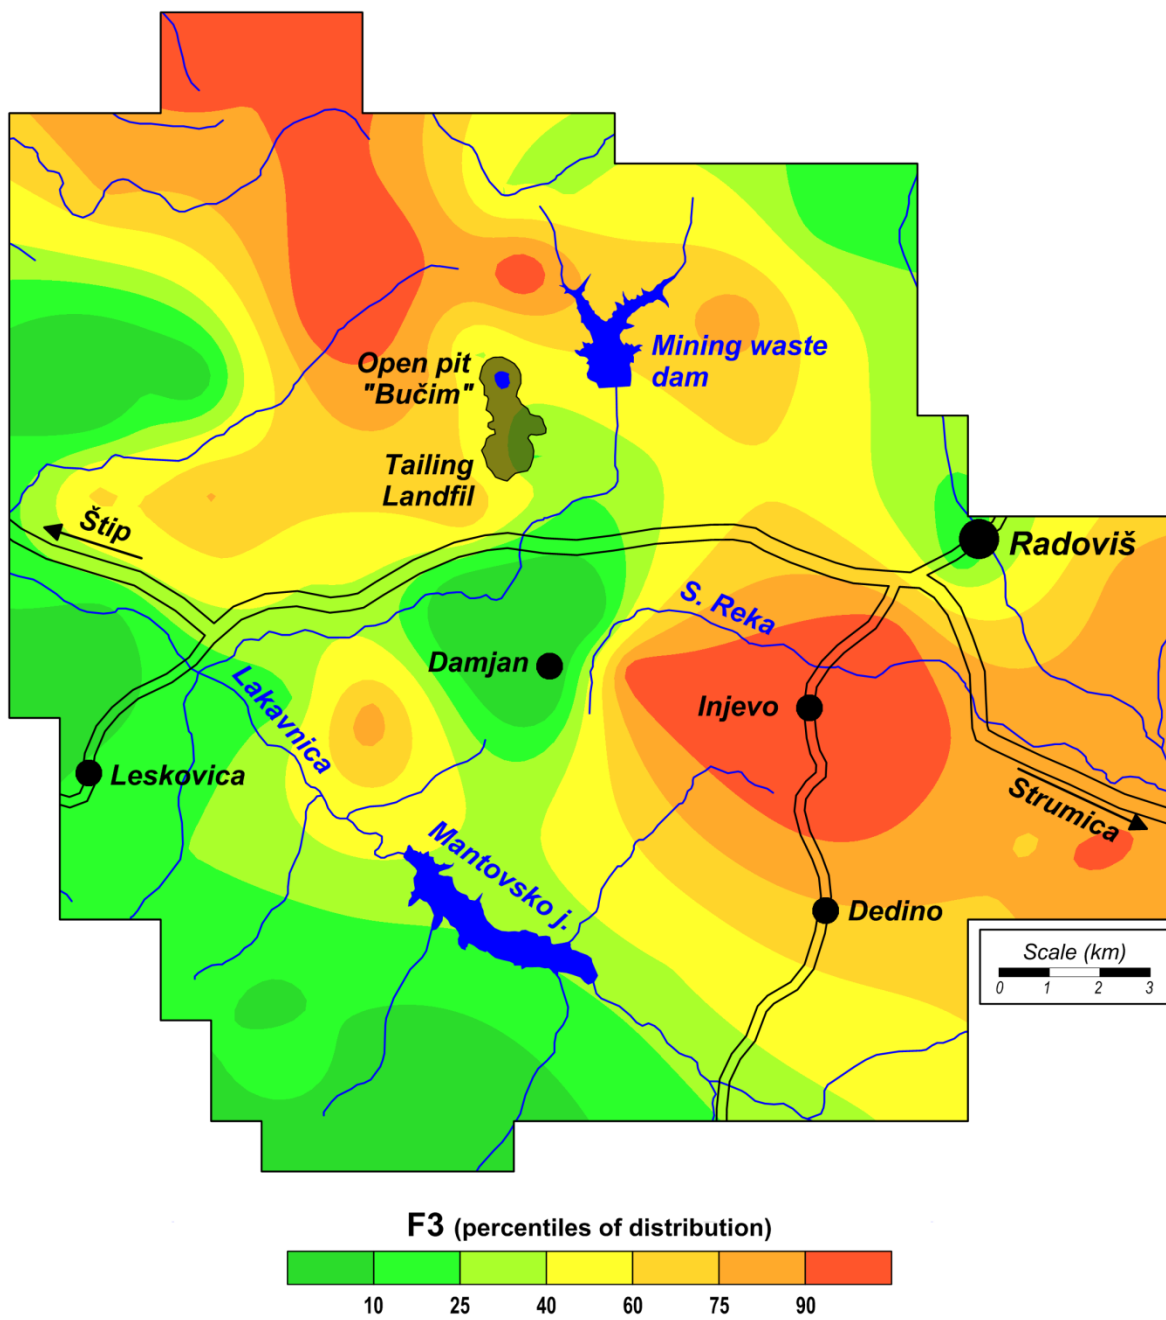 Open pit
"Bučim"
Mining waste
dam
Tailing
Landfil
Štip
Radoviš
S. Reka
Damjan
Lakavnica
Injevo
Leskovica
Strumica
Mantovsko j.
Dedino
Scale (km)
0 1 2 3
F3 (percentiles of distribution)
10 25 40 60 75 90